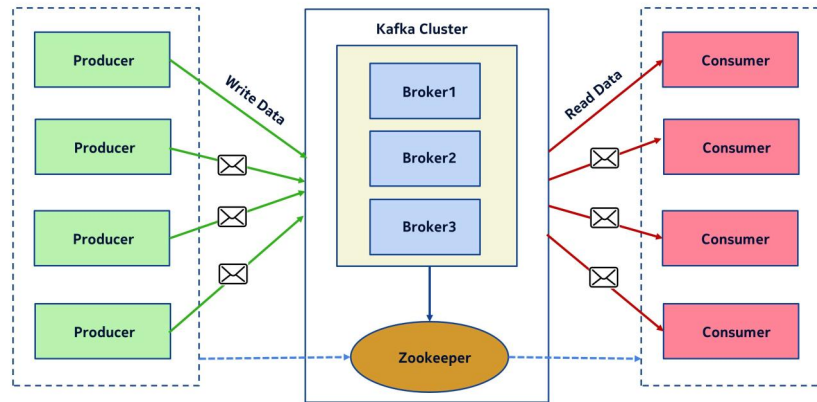 Kafka Cluster
Producer
Producer
Producer
Producer
Write Data
Broker1
Broker2
Broker3
Zookeeper
Read Data
Consumer
Consumer
Consumer
Consumer